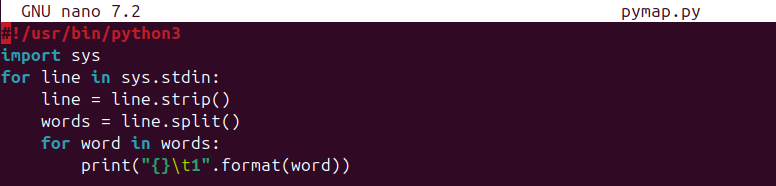 GNU nano 7.2 pymap.py
#!/usr/bin/python3
import sys
for line in sys.stdin:
    line = line.strip()
    words = line.split()
    for word in words:
        print("{}\t1".format(word))